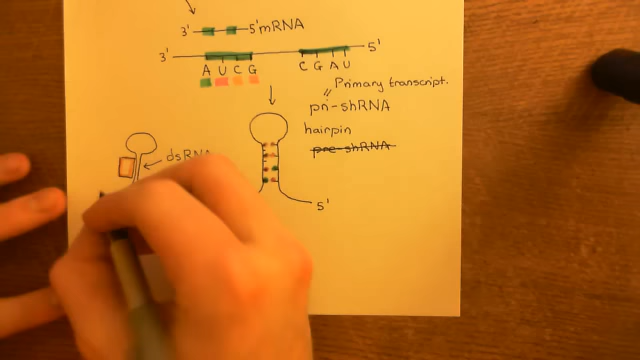 3' 5' mRNA
3' 5'
A U C G C G A U
Primary transcript.
pri-shRNA
hairpin
pre-shRNA
dsRNA
5'